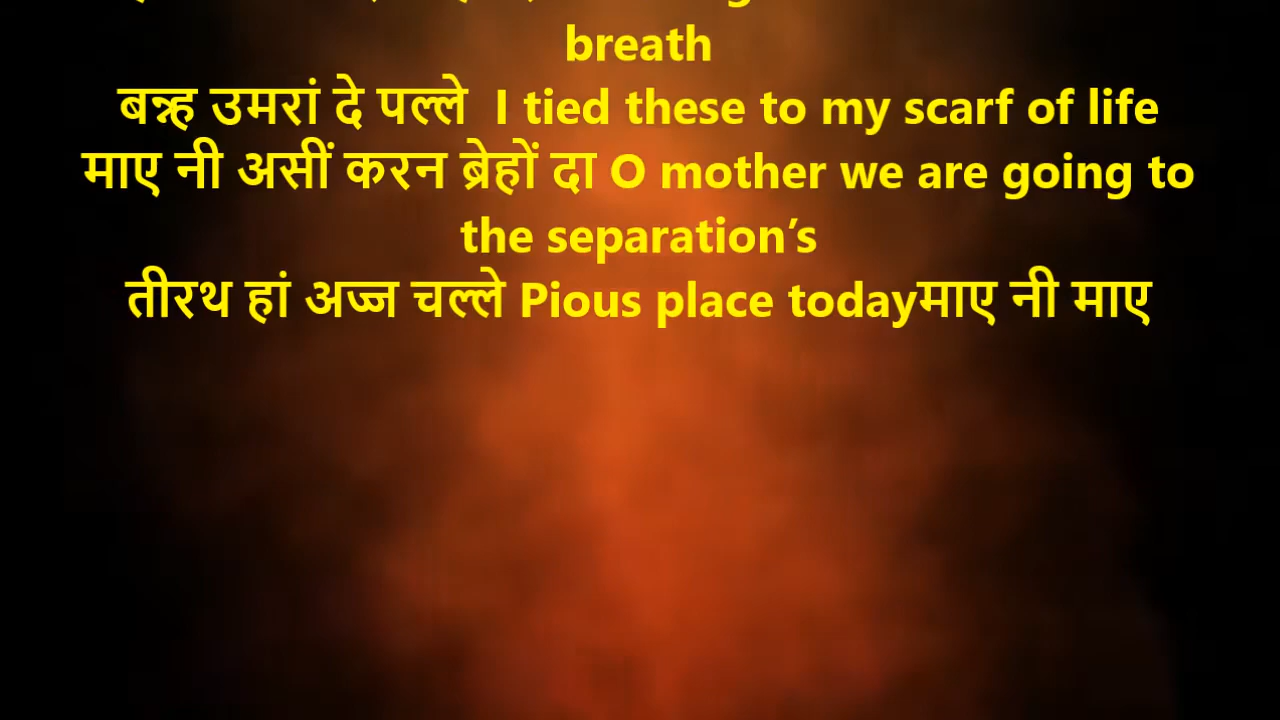 breath
बन्नह उमरां दे पल्ले I tied these to my scarf of life
माए नी असीं करन ब्रेहों दा O mother we are going to
the separation’s
तीरथ हां अज्ज चल्ले Pious place todayमाए नी माए